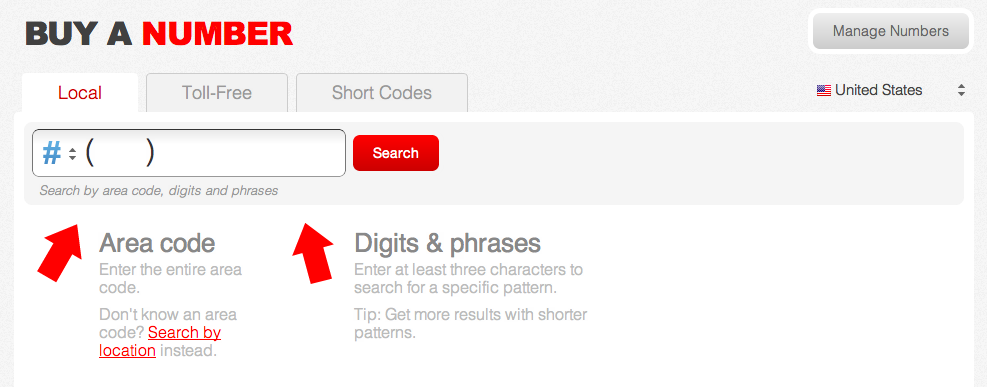 BUY A NUMBER
Manage Numbers
Local
Toll-Free
Short Codes
United States
# ( )
Search
Search by area code, digits and phrases
Area code
Enter the entire area
code.
Don't know an area
code? Search by
location instead.
Digits & phrases
Enter at least three characters to
search for a specific pattern.
Tip: Get more results with shorter
patterns.